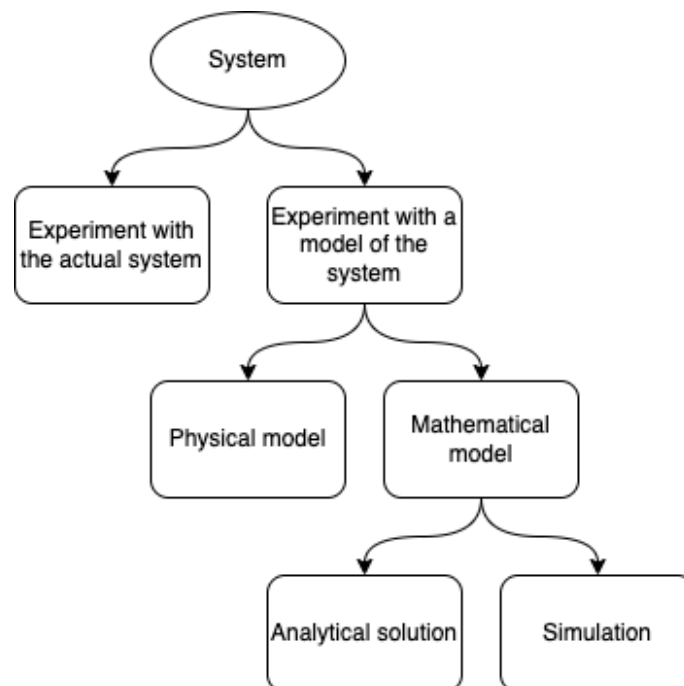 System
Experiment with
the actual system
Experiment with a
model of the
system
Physical model
Mathematical
model
Analytical solution
Simulation